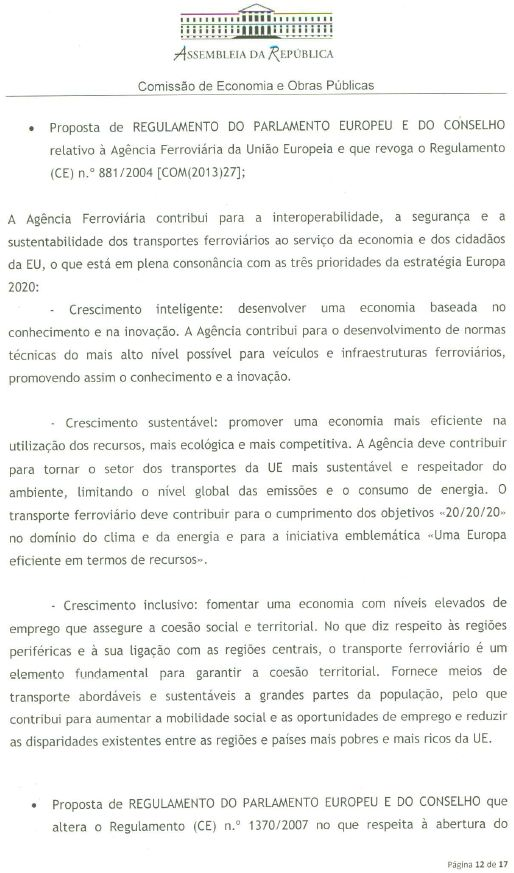 ASSEMBLEIA DA REPÚBLICA
Comissão de Economia e Obras Públicas
• Proposta de REGULAMENTO DO PARLAMENTO EUROPEU E DO CONSELHO
relativo à Agência Ferroviária da União Europeia e que revoga o Regulamento
(CE) n.º 881/2004 [COM(2013)27];
A Agência Ferroviária contribui para a interoperabilidade, a segurança e a
sustentabilidade dos transportes ferroviários ao serviço da economia e dos cidadãos
da EU, o que está em plena consonância com as três prioridades da estratégia Europa
2020:
- Crescimento inteligente: desenvolver uma economia baseada no
conhecimento e na inovação. A Agência contribui para o desenvolvimento de normas
técnicas do mais alto nível possível para veículos e infraestruturas ferroviários,
promovendo assim o conhecimento e a inovação.
- Crescimento sustentável: promover uma economia mais eficiente na
utilização dos recursos, mais ecológica e mais competitiva. A Agência deve contribuir
para tornar o setor dos transportes da UE mais sustentável e respeitador do
ambiente, limitando o nível global das emissões e o consumo de energia. O
transporte ferroviário deve contribuir para o cumprimento dos objetivos «20/20/20»
no domínio do clima e da energia e para a iniciativa emblemática «Uma Europa
eficiente em termos de recursos».
- Crescimento inclusivo: fomentar uma economia com níveis elevados de
emprego que assegure a coesão social e territorial. No que diz respeito às regiões
periféricas e à sua ligação com as regiões centrais, o transporte ferroviário é um
elemento fundamental para garantir a coesão territorial. Fornece meios de
transporte abordáveis e sustentáveis a grandes partes da população, pelo que
contribui para aumentar a mobilidade social e as oportunidades de emprego e reduzir
as disparidades existentes entre as regiões e países mais pobres e mais ricos da UE.
• Proposta de REGULAMENTO DO PARLAMENTO EUROPEU E DO CONSELHO que
altera o Regulamento (CE) n.º 1370/2007 no que respeita à abertura do
Página 12 de 17